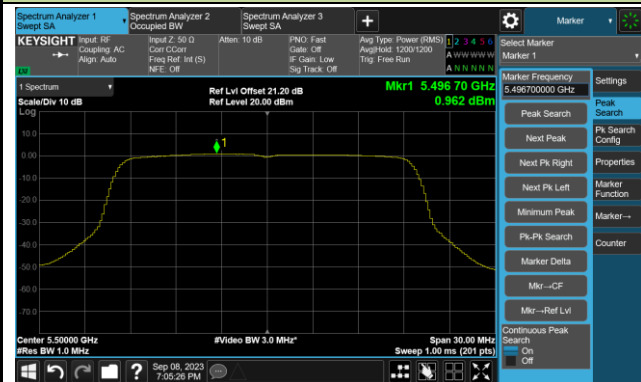 Spectrum Analyzer 1
Swept SA
Spectrum Analyzer 2
Occupied BW
Spectrum Analyzer 3
Swept SA
Marker
KEYSIGHT
Input: RF
Coupling: AC
Align: Auto
Input Z: 50 Ω
Corr CCorr
Freq Ref: Int (S)
NFE: Off
Atten: 10 dB
PNO: Fast
Gate: Off
IF Gain: Low
Sig Track: Off
Avg Type: Power (RMS)
Avg|Hold: 1200/1200
Trig: Free Run
1 2 3 4 5 6
A W W W W W
A N N N N N
LXI
Select Marker
Marker 1
1 Spectrum
Scale/Div 10 dB
Log
Ref Lvl Offset 21.20 dB
Ref Level 20.00 dBm
Mkr1 5.496 70 GHz
0.962 dBm
10.0
0.00
-10.0
-20.0
-30.0
-40.0
-50.0
-60.0
-70.0
1
Center 5.50000 GHz
#Res BW 1.0 MHz
#Video BW 3.0 MHz*
Span 30.00 MHz
Sweep 1.00 ms (201 pts)
Marker Frequency
5.496700000 GHz
Peak Search
Next Peak
Next Pk Right
Next Pk Left
Minimum Peak
Pk-Pk Search
Marker Delta
Mkr→CF
Mkr→Ref Lvl
Continuous Peak
Search
On
Off
Settings
Peak
Search
Pk Search
Config
Properties
Marker
Function
Marker→
Counter
Sep 08, 2023
7:05:26 PM